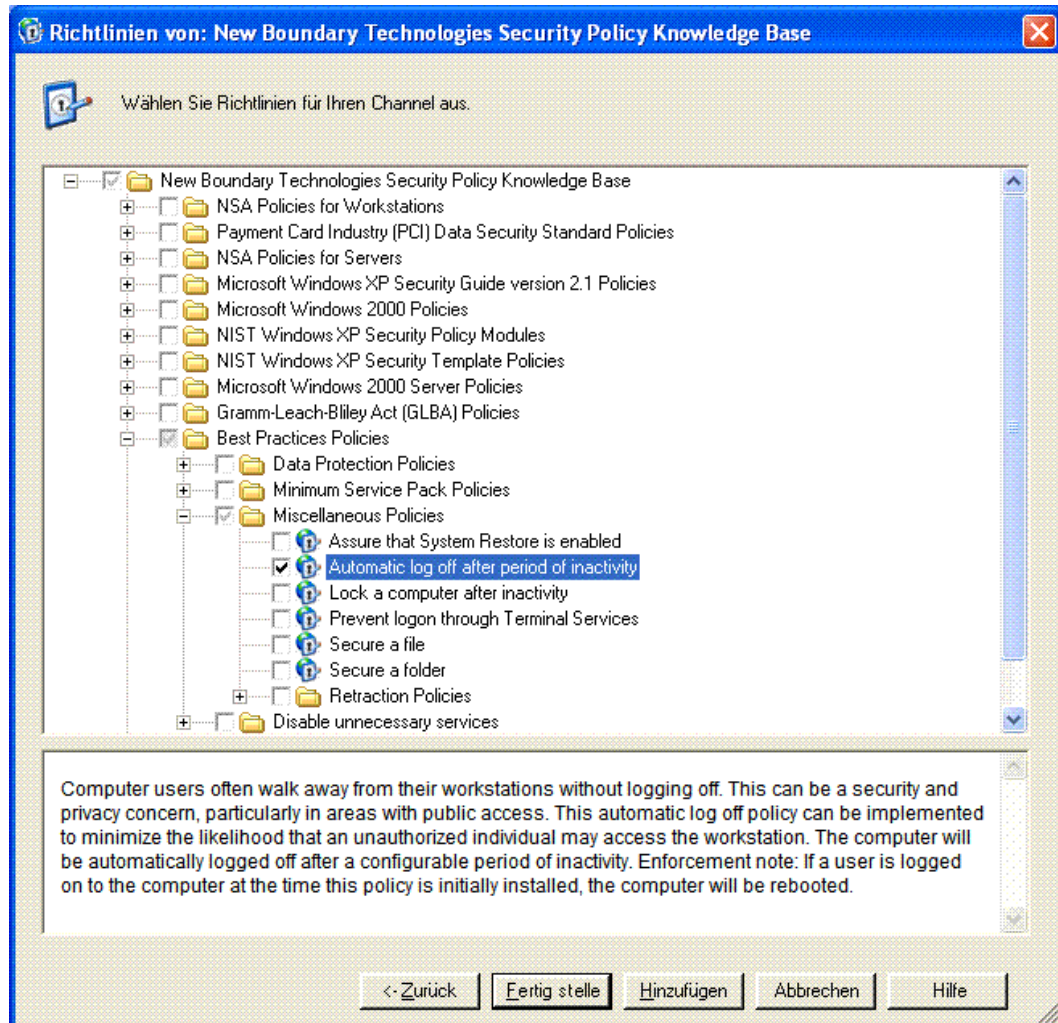 Richtlinien von: New Boundary Technologies Security Policy Knowledge Base
Wählen Sie Richtlinien für Ihren Channel aus.
New Boundary Technologies Security Policy Knowledge Base
NSA Policies for Workstations
Payment Card Industry (PCI) Data Security Standard Policies
NSA Policies for Servers
Microsoft Windows XP Security Guide version 2.1 Policies
Microsoft Windows 2000 Policies
NIST Windows XP Security Policy Modules
NIST Windows XP Security Template Policies
Microsoft Windows 2000 Server Policies
Gramm-Leach-Bliley Act (GLBA) Policies
Best Practices Policies
Data Protection Policies
Minimum Service Pack Policies
Miscellaneous Policies
Assure that System Restore is enabled
Automatic log off after period of inactivity
Lock a computer after inactivity
Prevent logon through Terminal Services
Secure a file
Secure a folder
Retraction Policies
Disable unnecessary services
Computer users often walk away from their workstations without logging off. This can be a security and
privacy concern, particularly in areas with public access. This automatic log off policy can be implemented
to minimize the likelihood that an unauthorized individual may access the workstation. The computer will
be automatically logged off after a configurable period of inactivity. Enforcement note: If a user is logged
on to the computer at the time this policy is initially installed, the computer will be rebooted.
<- Zurück Fertig stelle Hinzufügen Abbrechen Hilfe